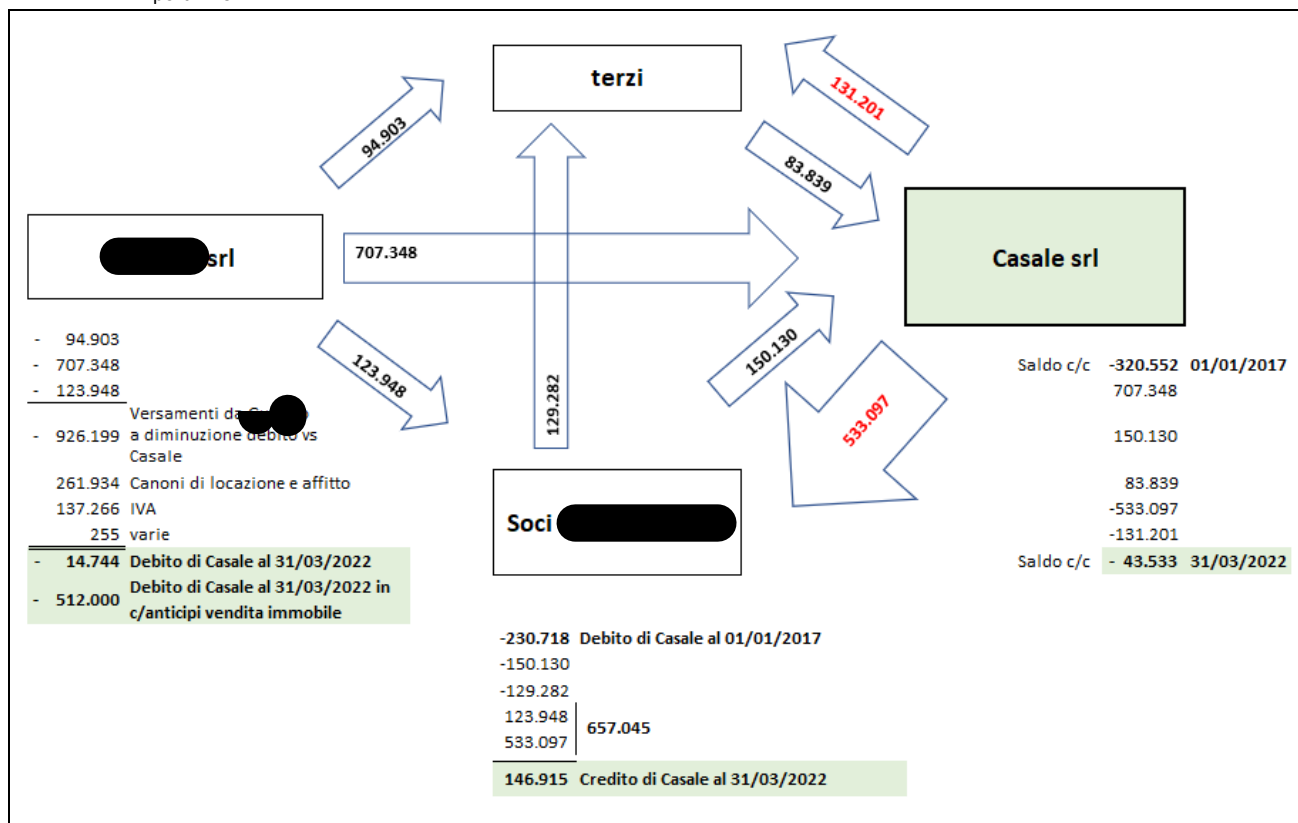 terzi
94.903
131.201
83.839
srl
707.348
Casale srl
123.948
129.282
150.130
533.097
Soci
- 94.903
- 707.348
- 123.948
Versamenti da
- 926.199 a diminuzione debito vs
Casale
261.934 Canoni di locazione e affitto
137.266 IVA
255 varie
- 14.744 Debito di Casale al 31/03/2022
- 512.000 Debito di Casale al 31/03/2022 in
c/anticipi vendita immobile
Saldo c/c -320.552 01/01/2017
707.348
150.130
83.839
-533.097
-131.201
Saldo c/c - 43.533 31/03/2022
-230.718 Debito di Casale al 01/01/2017
-150.130
-129.282
123.948
657.045
533.097
146.915 Credito di Casale al 31/03/2022